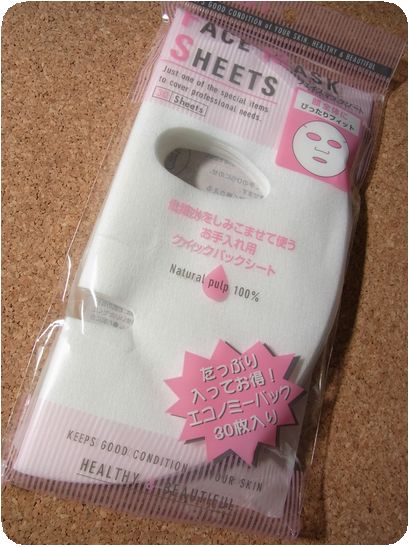 KEEPS GOOD CONDITION of YOUR SKIN HEALTHY & BEAUTIFUL
FACE MASK
SHEETS
Just one of the special items
to cover professional needs.
30 Sheets
ぴったりフィット
化粧水をしみこませて使う
お手入れ用
クイックパックシート
Natural pulp 100%
たっぷり
入ってお得!
エコノミーパック
30枚入り
KEEPS GOOD CONDITION OF YOUR SKIN
HEALTHY & BEAUTIFUL